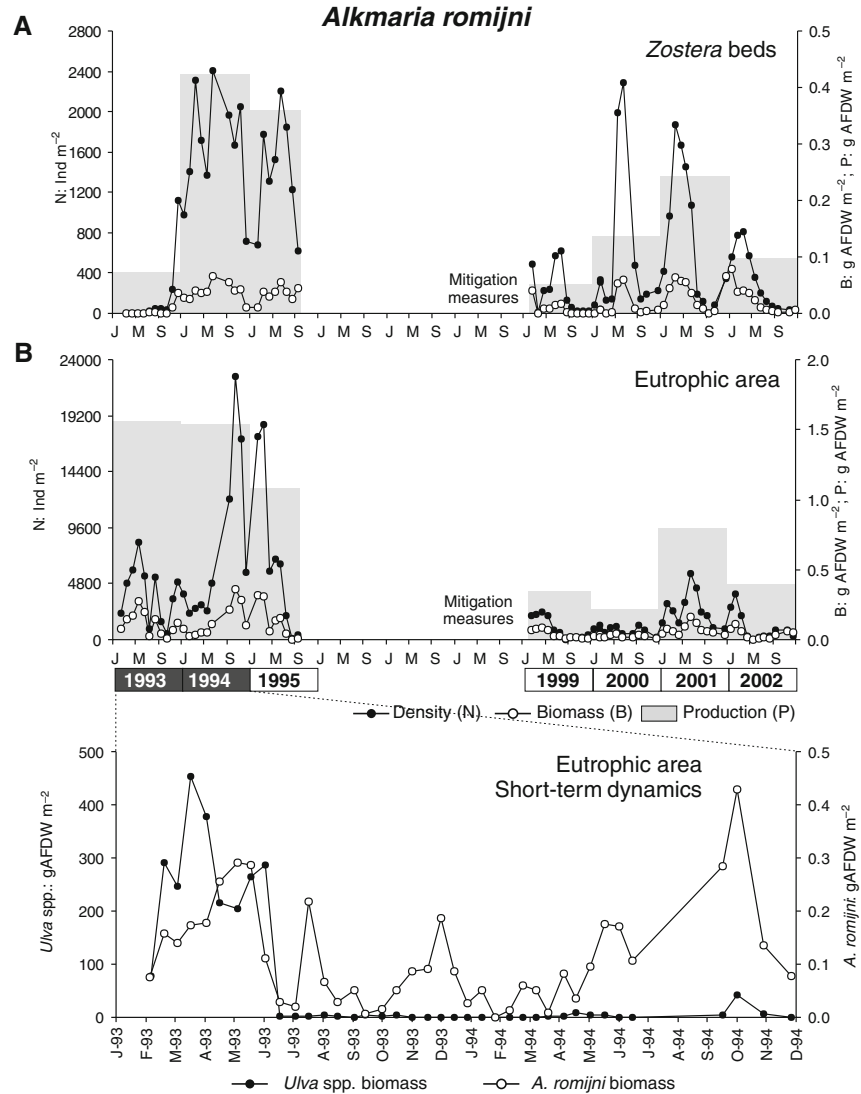 Alkmaria romijni
A
Zostera beds
N: Ind m⁻²
2800
2400
2000
1600
1200
800
400
0
B: g AFDW m⁻²; P: g AFDW m⁻²
0.5
0.4
0.3
0.2
0.1
0.0
Mitigation
measures
J M S J M S J M S J M S J M S J M S J M S J M S J M S J M S
B
Eutrophic area
N: Ind m⁻²
24000
19200
14400
9600
4800
0
B: g AFDW m⁻²; P: g AFDW m⁻²
2.0
1.5
1.0
0.5
0.0
Mitigation
measures
J M S J M S J M S J M S J M S J M S J M S J M S J M S J M S
1993 1994 1995 1999 2000 2001 2002
Density (N) Biomass (B) Production (P)
Eutrophic area
Short-term dynamics
Ulva spp.: gAFDW m⁻²
500
400
300
200
100
0
A. romijni: gAFDW m⁻²
0.5
0.4
0.3
0.2
0.1
0.0
J-93 F-93 M-93 A-93 M-93 J-93 J-93 A-93 S-93 O-93 N-93 D-93 J-94 F-94 M-94 A-94 M-94 J-94 J-94 A-94 S-94 O-94 N-94 D-94
Ulva spp. biomass A. romijni biomass